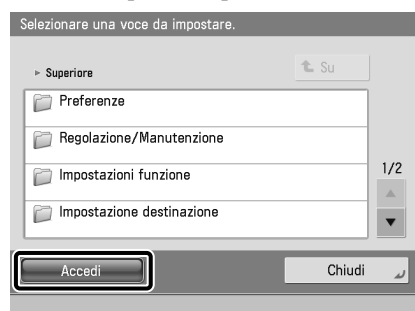 Selezionare una voce da impostare.
▶ Superiore
Su
Preferenze
Regolazione/Manutenzione
Impostazioni funzione
Impostazione destinazione
1/2
Accedi
Chiudi